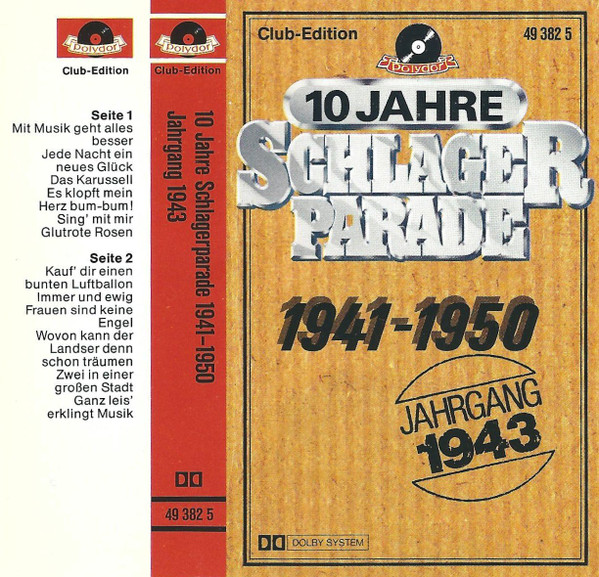 Polydor
Club-Edition
Seite 1
Mit Musik geht alles
besser
Jede Nacht ein
neues Glück
Das Karussell
Es klopft mein
Herz bum-bum!
Sing' mit mir
Glutrote Rosen
Seite 2
Kauf' dir einen
bunten Luftballon
Immer und ewig
Frauen sind keine
Engel
Wovon kann der
Landser denn
schon träumen
Zwei in einer
großen Stadt
Ganz leis'
erklingt Musik
Polydor
Club-Edition
10 Jahre Schlagerparade 1941-1950
Jahrgang 1943
49 382 5
Club-Edition
Polydor
49 382 5
10 JAHRE
SCHLAGER
PARADE
1941-1950
JAHRGANG
1943
DOLBY SYSTEM